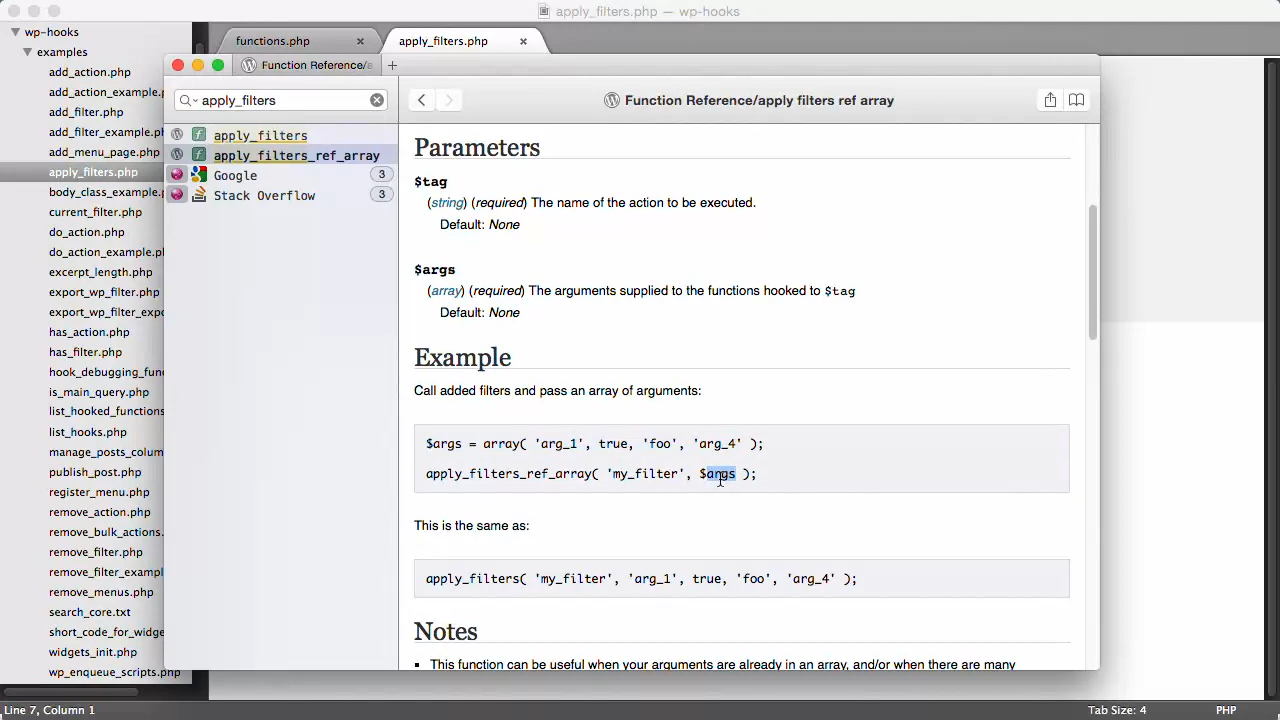 apply_filters.php — wp-hooks
wp-hooks
examples
add_action.php
add_action_example.
add_filter.php
add_filter_example.p
add_menu_page.php
apply_filters.php
body_class_example.
current_filter.php
do_action.php
do_action_example.ph
excerpt_length.php
export_wp_filter.php
export_wp_filter_expo
has_action.php
has_filter.php
hook_debugging_func
is_main_query.php
list_hooked_functions
list_hooks.php
manage_posts_colum
publish_post.php
register_menu.php
remove_action.php
remove_bulk_actions.
remove_filter.php
remove_filter_exampl
remove_menus.php
search_core.txt
short_code_for_widge
widgets_init.php
wp_enqueue_scripts.php
functions.php ×
apply_filters.php ×
Function Reference/a
+
apply_filters
apply_filters
apply_filters_ref_array
Google 3
Stack Overflow 3
Function Reference/apply filters ref array
Parameters
$tag
(string) (required) The name of the action to be executed.
Default: None
$args
(array) (required) The arguments supplied to the functions hooked to $tag
Default: None
Example
Call added filters and pass an array of arguments:
$args = array( 'arg_1', true, 'foo', 'arg_4' );
apply_filters_ref_array( 'my_filter', $args );
This is the same as:
apply_filters( 'my_filter', 'arg_1', true, 'foo', 'arg_4' );
Notes
This function can be useful when your arguments are already in an array, and/or when there are many
Line 7, Column 1
Tab Size: 4
PHP